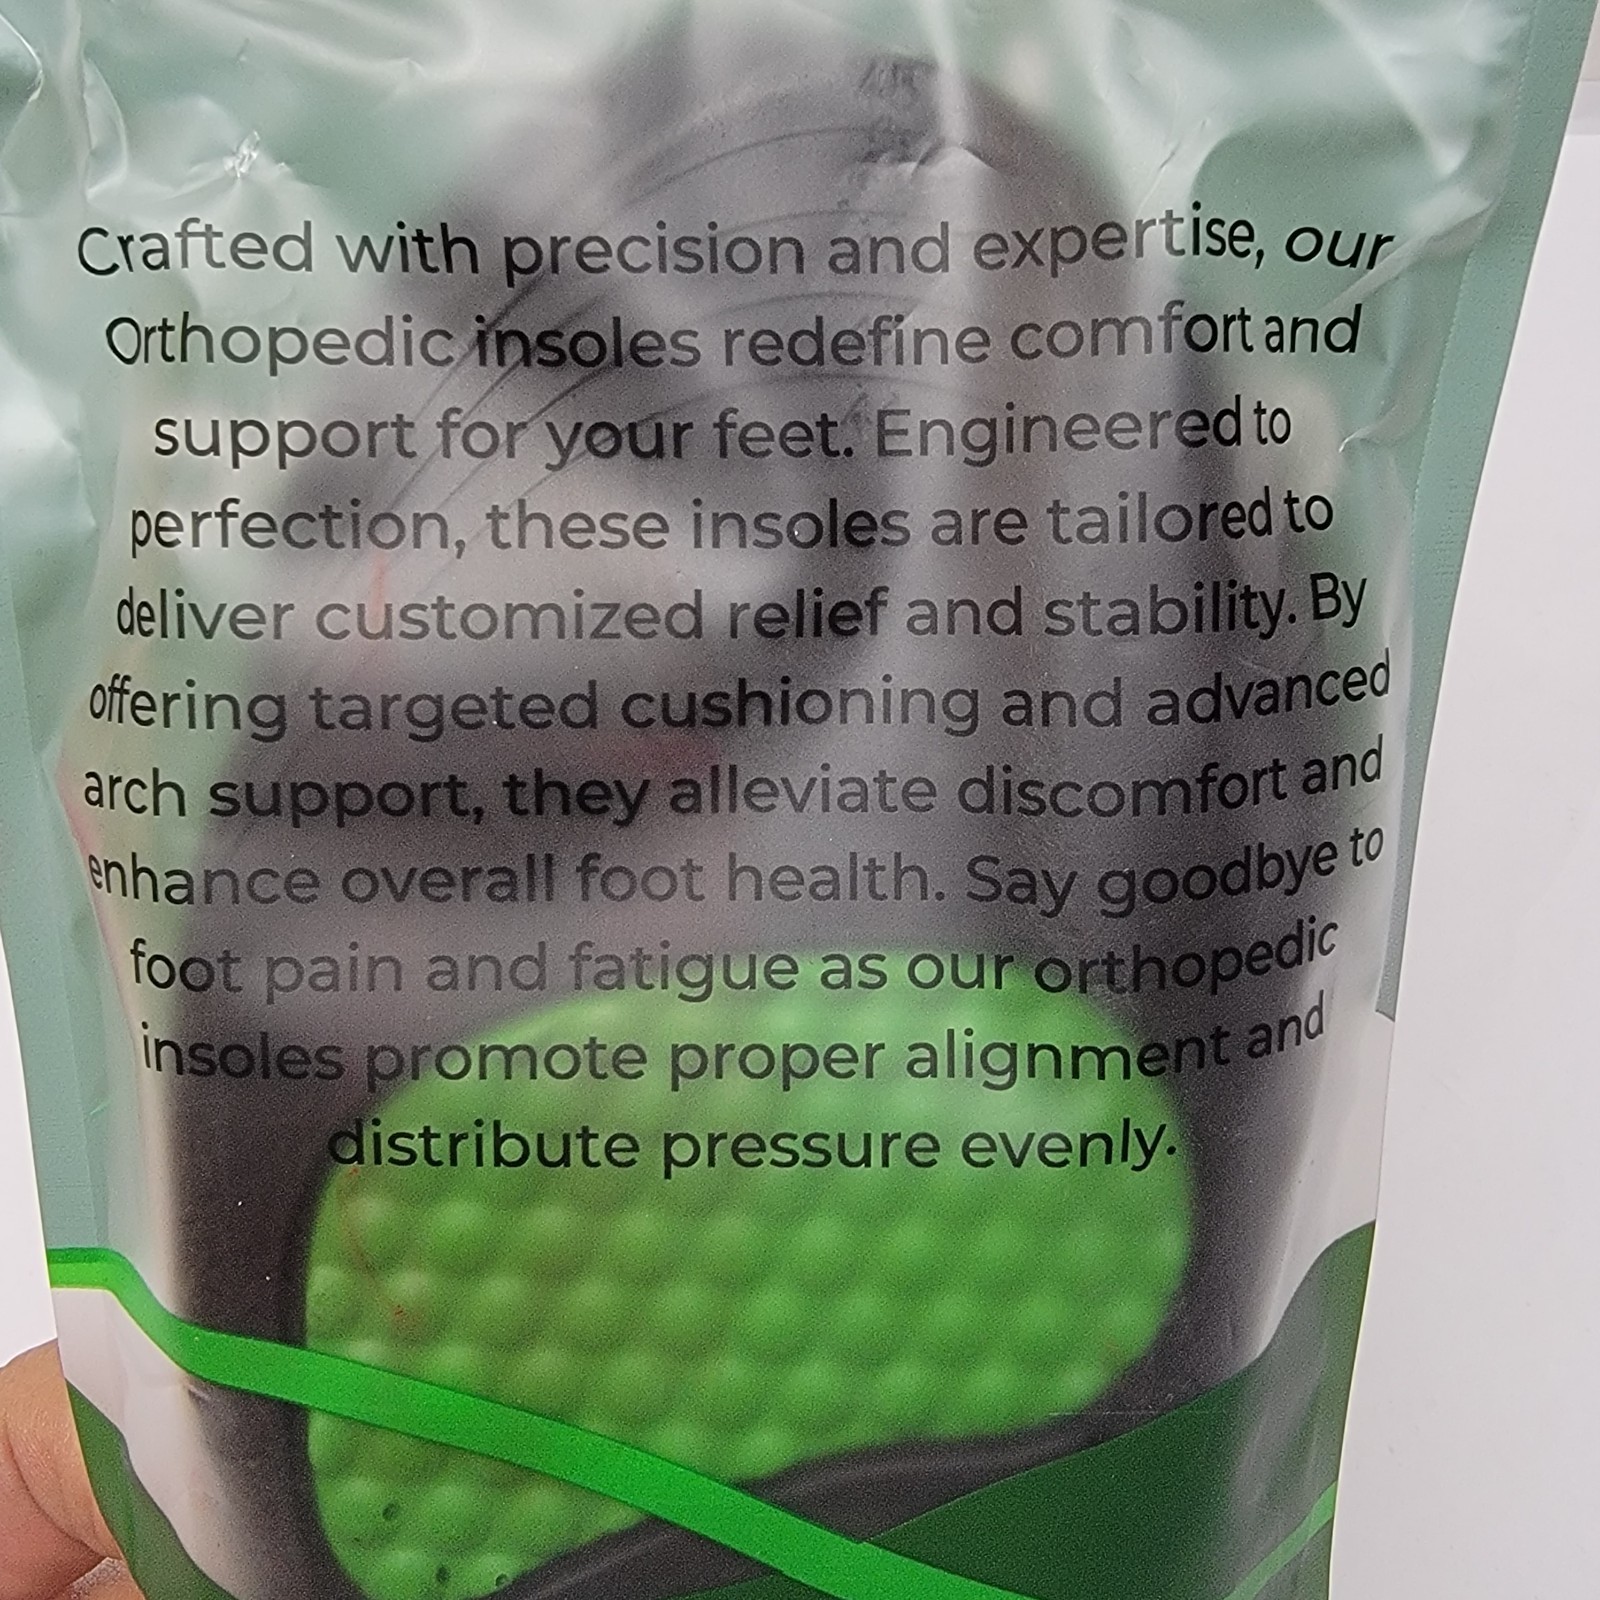 Crafted with precision and expertise, our
Orthopedic insoles redefine comfort and
support for your feet. Engineered to
perfection, these insoles are tailored to
deliver customized relief and stability. By
offering targeted cushioning and advanced
arch support, they alleviate discomfort and
enhance overall foot health. Say goodbye to
foot pain and fatigue as our orthopedic
insoles promote proper alignment and
distribute pressure evenly.